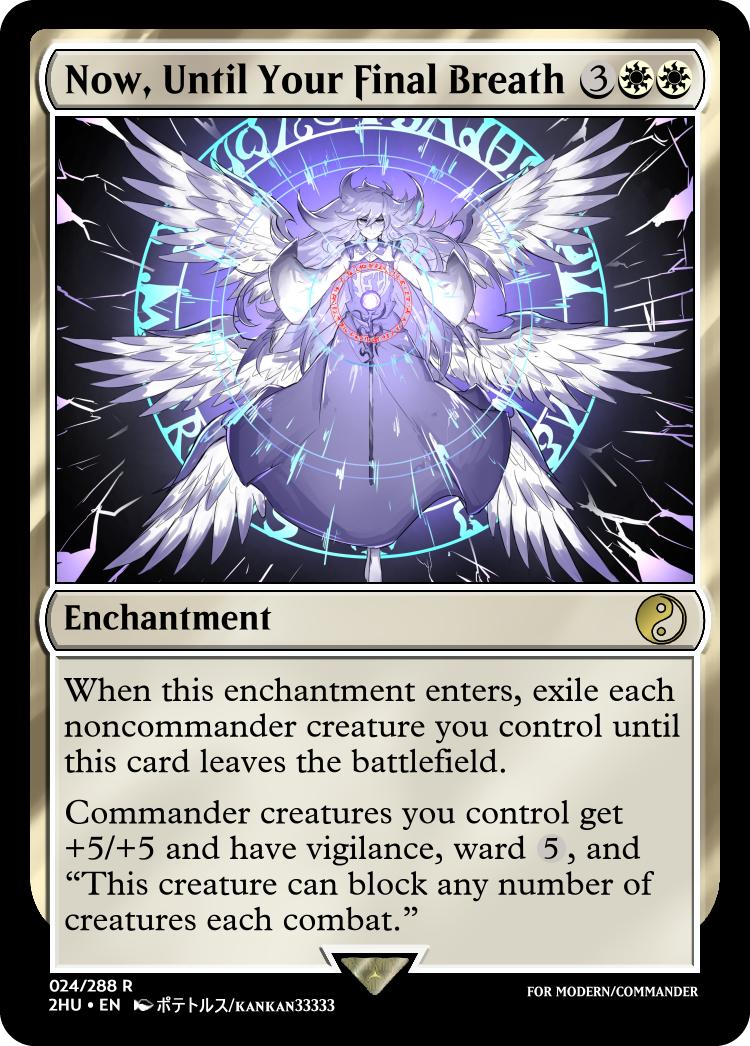 Now, Until Your Final Breath 3
Enchantment
When this enchantment enters, exile each
noncommander creature you control until
this card leaves the battlefield.
Commander creatures you control get
+5/+5 and have vigilance, ward 5, and
“This creature can block any number of
creatures each combat.”
024/288 R
2HU • EN ポテトルス/KANKAN33333
FOR MODERN/COMMANDER